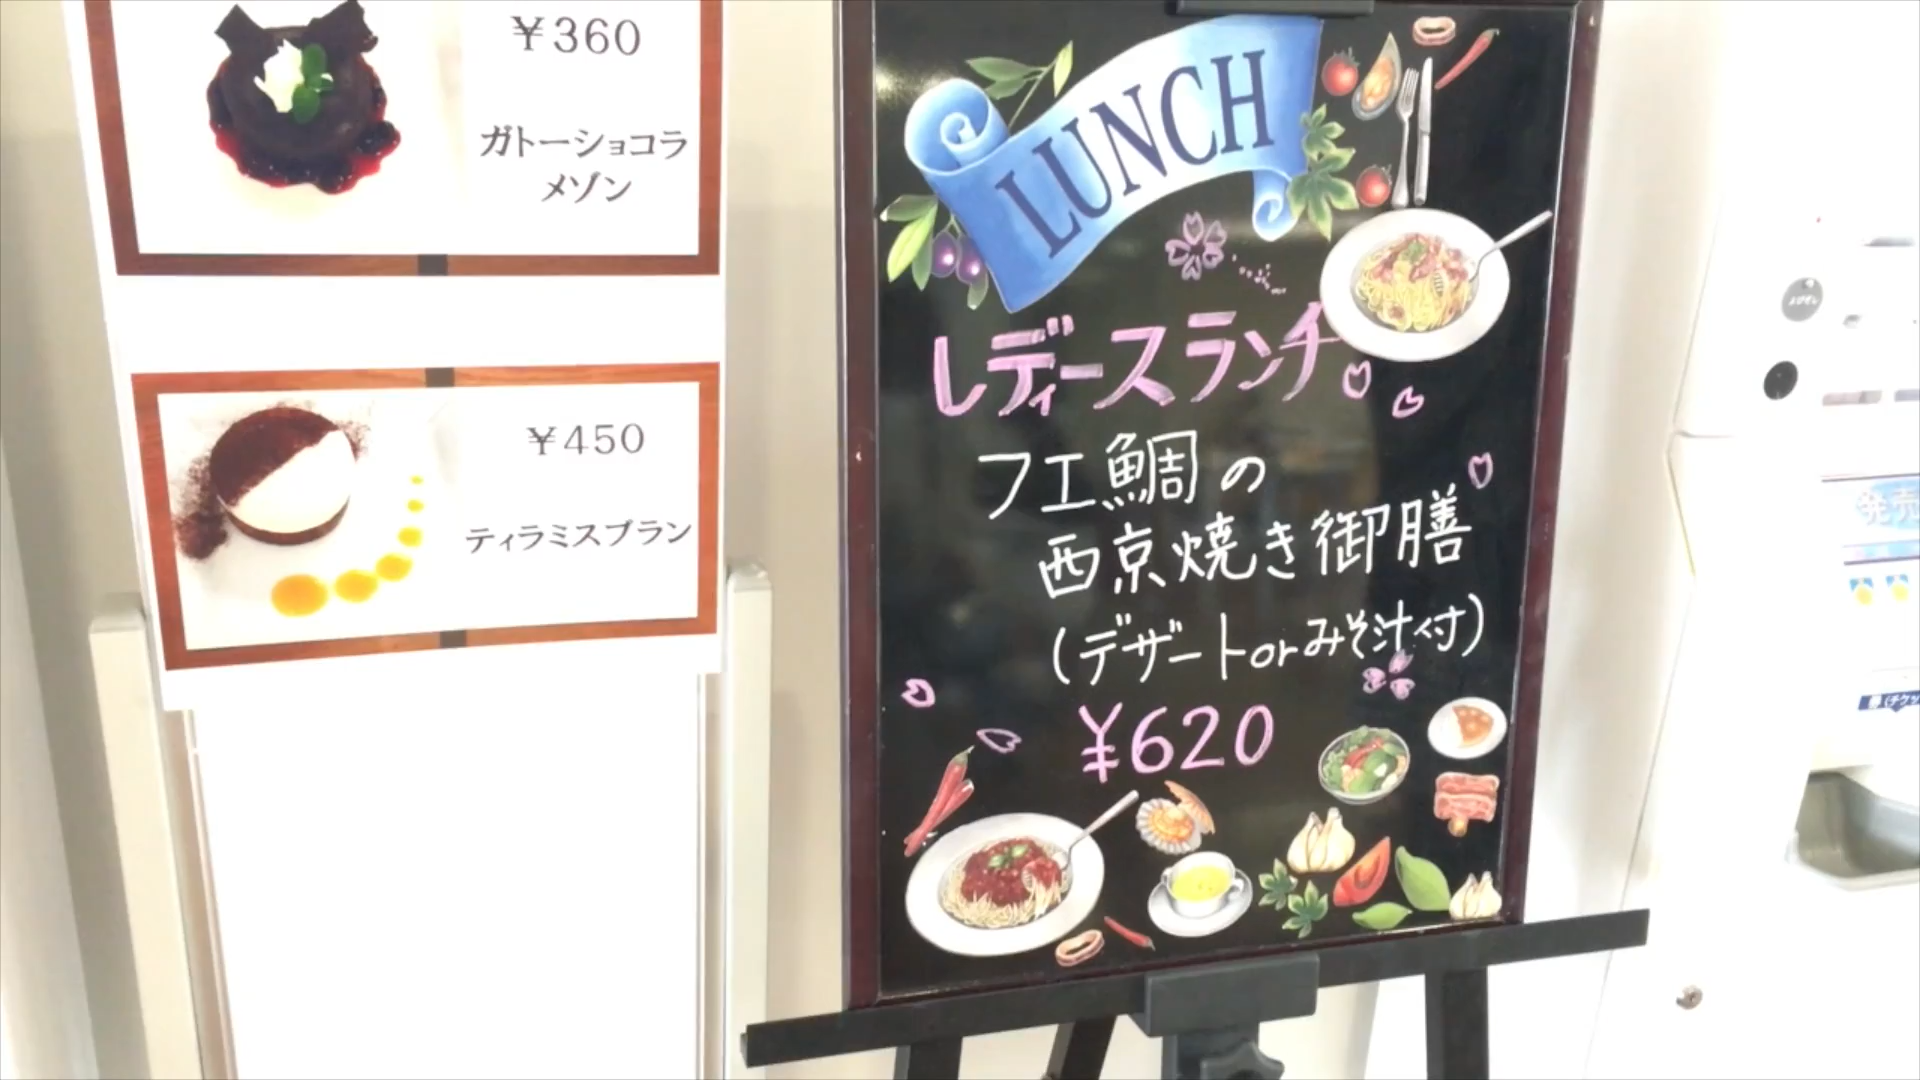 ￥360
ガトーショコラ
メゾン
￥450
ティラミスブラン
LUNCH
レディースランチ
フエ鯛の
西京焼き御膳
(デザートorみそ汁付)
¥620
発売